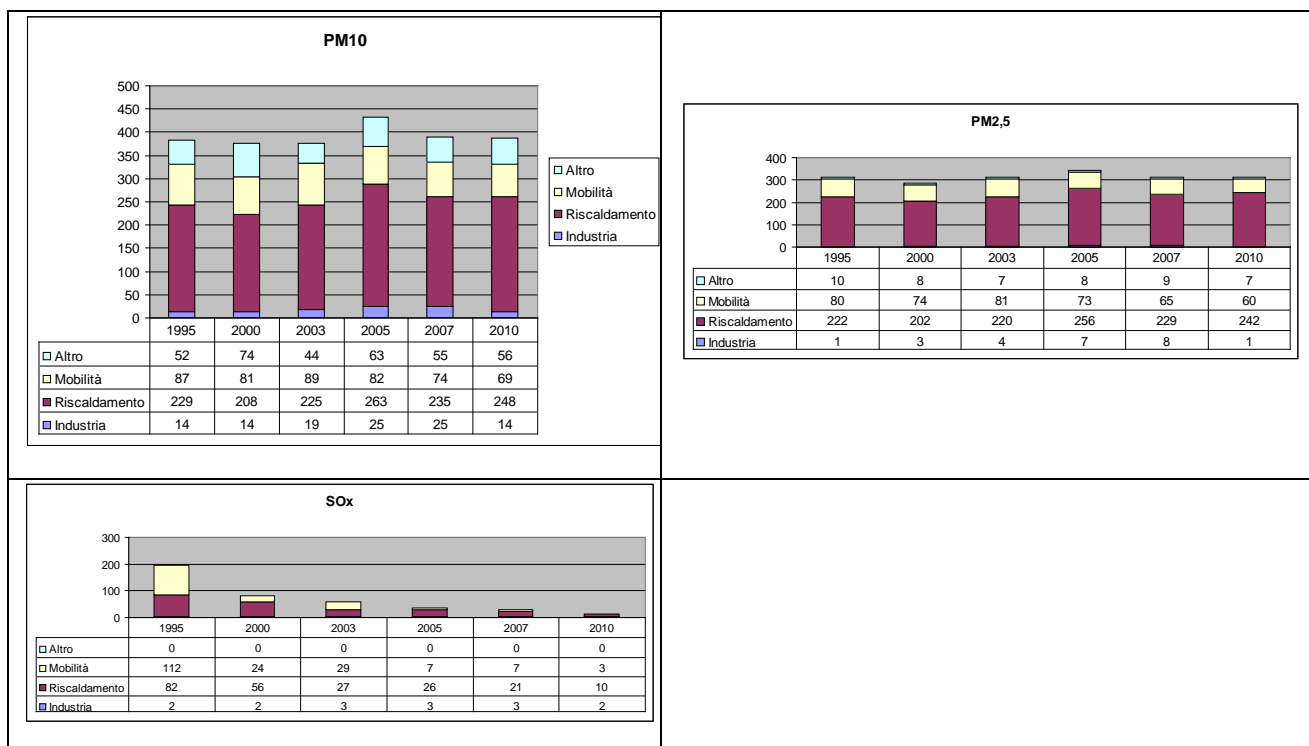 PM10
500
450
400
350
300
250
200
150
100
50
0
Altro
Mobilità
Riscaldamento
Industria
1995 2000 2003 2005 2007 2010
Altro 52 74 44 63 55 56
Mobilità 87 81 89 82 74 69
Riscaldamento 229 208 225 263 235 248
Industria 14 14 19 25 25 14
PM2,5
400
300
200
100
0
1995 2000 2003 2005 2007 2010
Altro 10 8 7 8 9 7
Mobilità 80 74 81 73 65 60
Riscaldamento 222 202 220 256 229 242
Industria 1 3 4 7 8 1
SOx
300
200
100
0
1995 2000 2003 2005 2007 2010
Altro 0 0 0 0 0 0
Mobilità 112 24 29 7 7 3
Riscaldamento 82 56 27 26 21 10
Industria 2 2 3 3 3 2